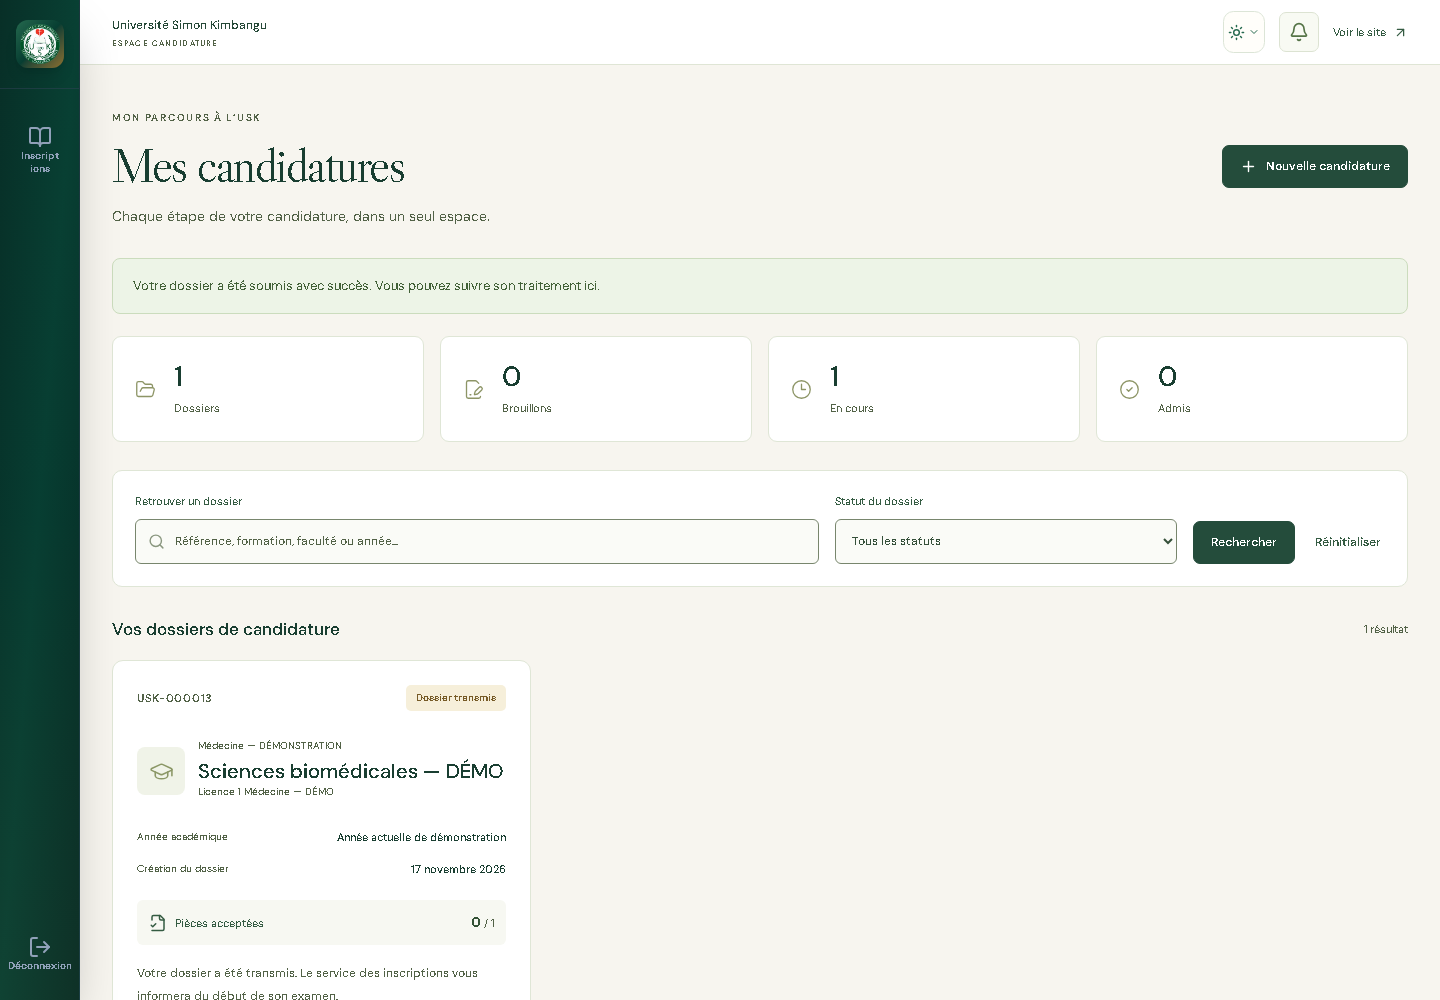 Université Simon Kimbangu
ESPACE CANDIDATURE
Voir le site
Inscript
ions
MON PARCOURS À L'USK
Mes candidatures
Nouvelle candidature
Chaque étape de votre candidature, dans un seul espace.
Votre dossier a été soumis avec succès. Vous pouvez suivre son traitement ici.
1
Dossiers
0
Brouillons
1
En cours
0
Admis
Retrouver un dossier
Statut du dossier
Référence, formation, faculté ou année…
Tous les statuts
Rechercher
Réinitialiser
Vos dossiers de candidature
1 résultat
USK-000013
Dossier transmis
Médecine — DÉMONSTRATION
Sciences biomédicales — DÉMO
Licence 1 Médecine — DÉMO
Année académique
Année actuelle de démonstration
Création du dossier
17 novembre 2026
Pièces acceptées
0 / 1
Votre dossier a été transmis. Le service des inscriptions vous
informera du début de son examen.
Déconnexion